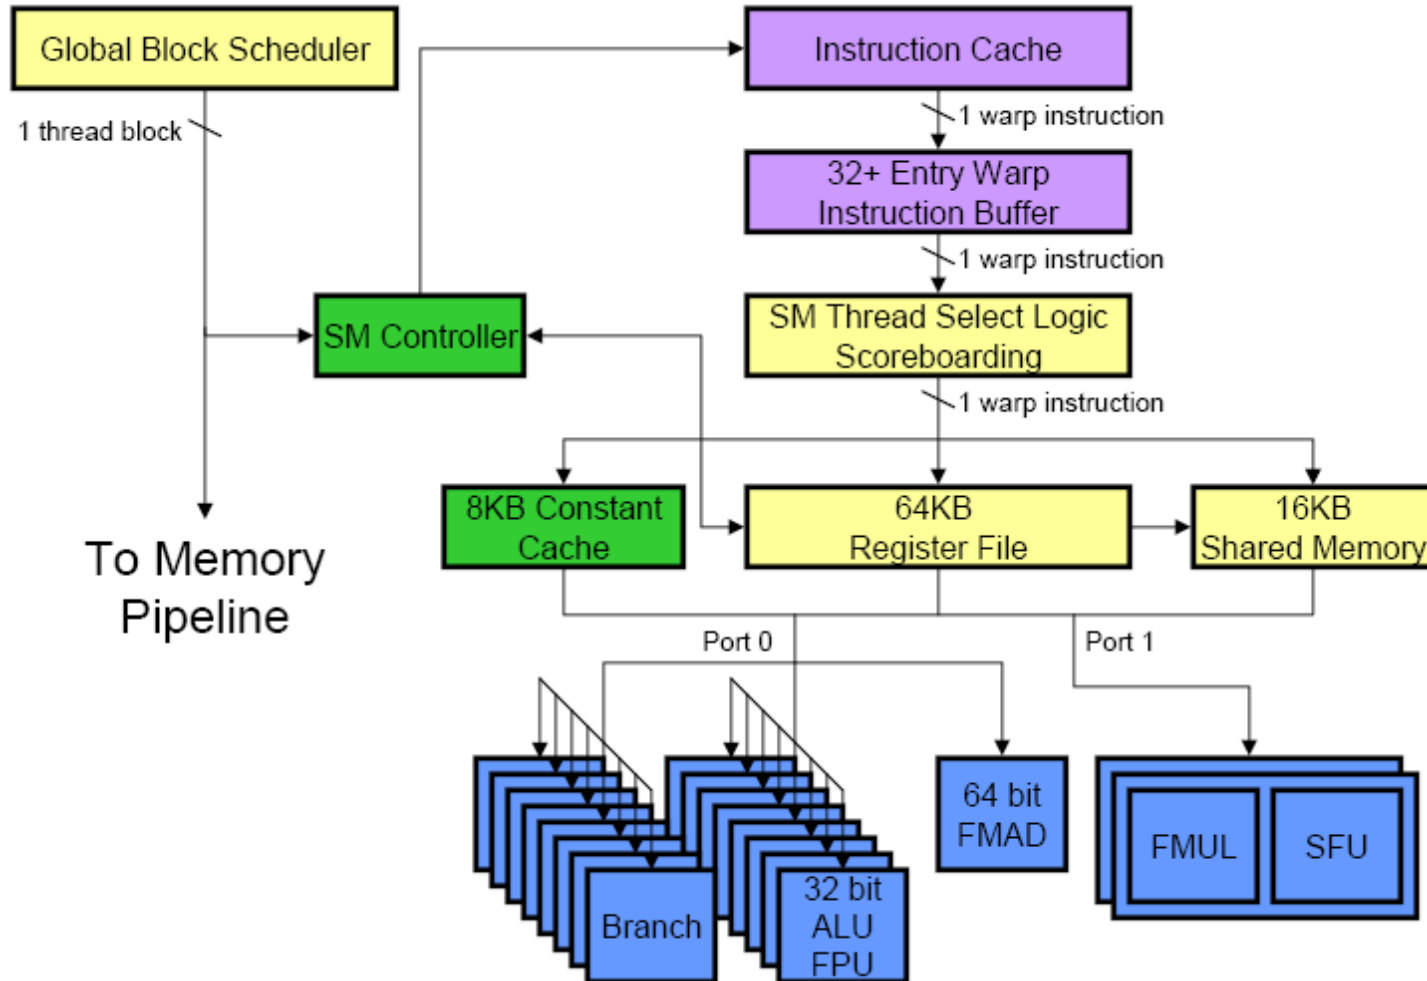 Global Block Scheduler
Instruction Cache
1 thread block
1 warp instruction
32+ Entry Warp
Instruction Buffer
1 warp instruction
SM Controller
SM Thread Select Logic
Scoreboarding
1 warp instruction
8KB Constant
Cache
64KB
Register File
16KB
Shared Memory
To Memory
Pipeline
Port 0
Port 1
Branch
32 bit
ALU
FPU
64 bit
FMAD
FMUL
SFU